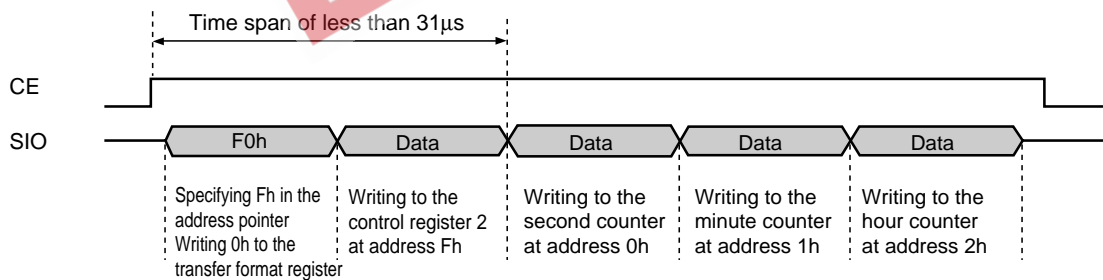 Time span of less than 31μs
CE
SIO
F0h
Data
Data
Data
Data
Specifying Fh in the
address pointer
Writing 0h to the
transfer format register
Writing to the
control register 2
at address Fh
Writing to the
second counter
at address 0h
Writing to the
minute counter
at address 1h
Writing to the
hour counter
at address 2h